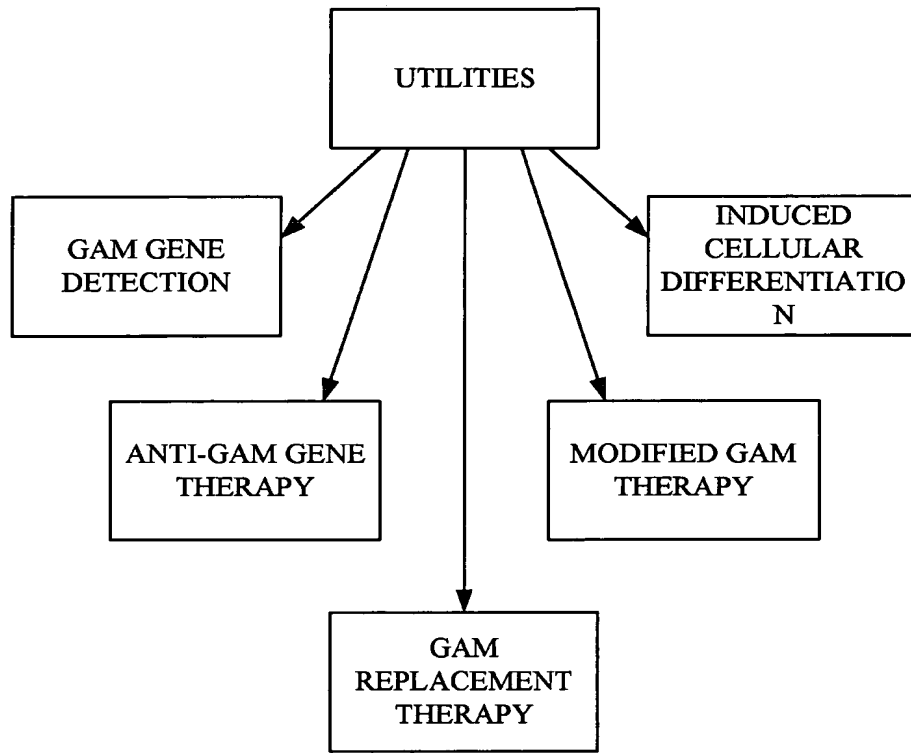 UTILITIES
GAM GENE
DETECTION
INDUCED
CELLULAR
DIFFERENTIATIO
N
ANTI-GAM GENE
THERAPY
MODIFIED GAM
THERAPY
GAM
REPLACEMENT
THERAPY